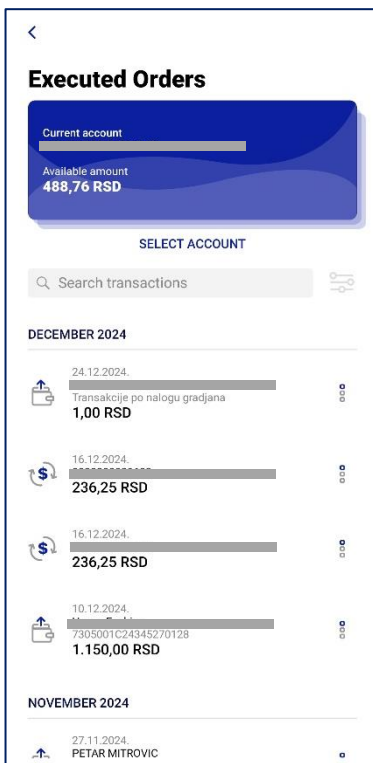 Executed Orders
Current account
Available amount
488,76 RSD
SELECT ACCOUNT
Search transactions
DECEMBER 2024
24.12.2024.
Transakcije po nalogu gradjana
1,00 RSD
16.12.2024.
236,25 RSD
16.12.2024.
236,25 RSD
10.12.2024.
7305001C24345270128
1.150,00 RSD
NOVEMBER 2024
27.11.2024.
PETAR MITROVIC